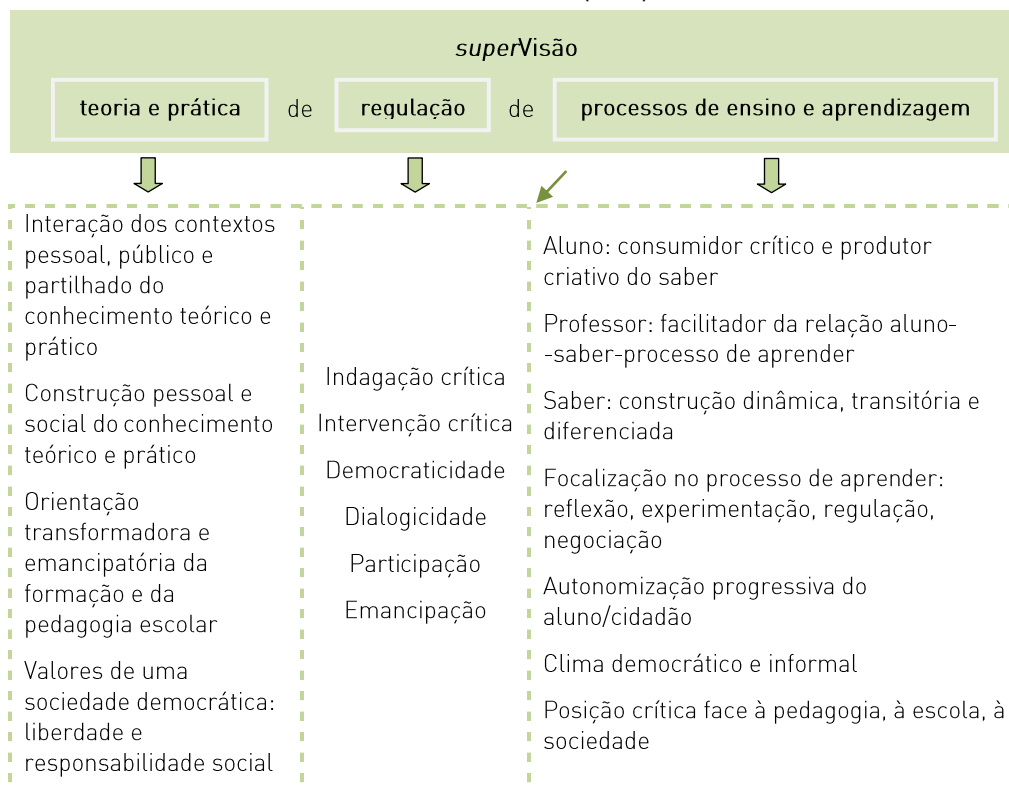 superVisão
teoria e prática de regulação de processos de ensino e aprendizagem
Interação dos contextos
pessoal, público e
partilhado do
conhecimento teórico e
prático
Construção pessoal e
social do conhecimento
teórico e prático
Orientação
transformadora e
emancipatória da
formação e da
pedagogia escolar
Valores de uma
sociedade democrática:
liberdade e
responsabilidade social
Indagação crítica
Intervenção crítica
Democraticidade
Dialogicidade
Participação
Emancipação
Aluno: consumidor crítico e produtor
criativo do saber
Professor: facilitador da relação aluno-
-saber-processo de aprender
Saber: construção dinâmica, transitória e
diferenciada
Focalização no processo de aprender:
reflexão, experimentação, regulação,
negociação
Autonomização progressiva do
aluno/cidadão
Clima democrático e informal
Posição crítica face à pedagogia, à escola, à
sociedade